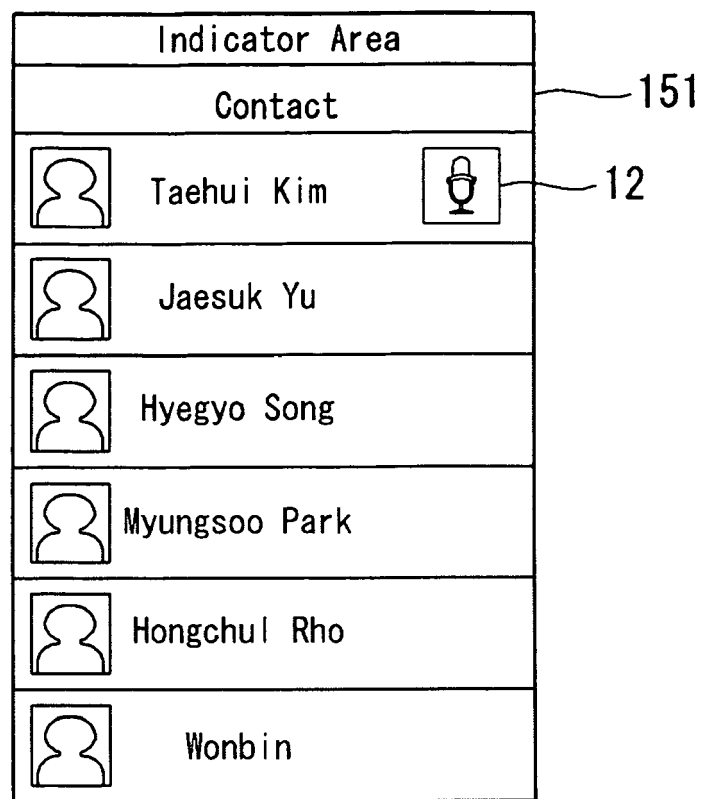 Indicator Area
Contact
151
Taehui Kim
12
Jaesuk Yu
Hyegyo Song
Myungsoo Park
Hongchul Rho
Wonbin